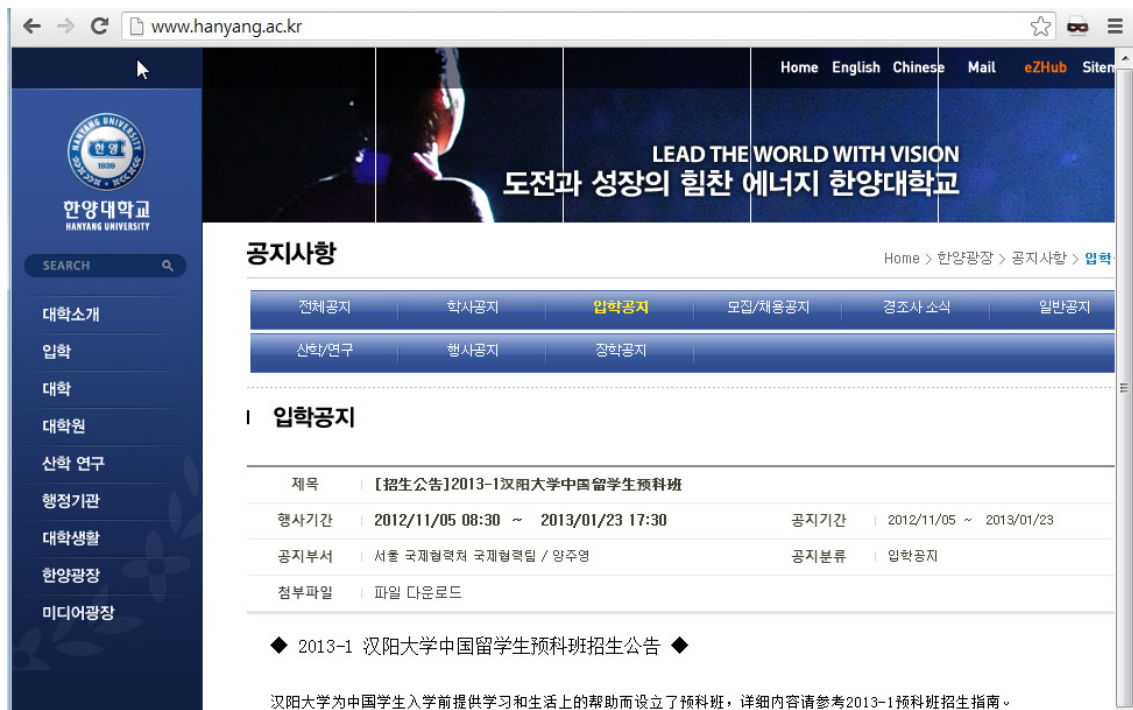 www.hanyang.ac.kr
Home English Chinese Mail eZHub Sitem
HANYANG UNIVERSITY
한양
1939
한양대학교
HANYANG UNIVERSITY
LEAD THE WORLD WITH VISION
도전과 성장의 힘찬 에너지 한양대학교
SEARCH
대학소개
입학
대학
대학원
산학 연구
행정기관
대학생활
한양광장
미디어광장
공지사항
Home > 한양광장 > 공지사항 > 입학
전체공지 학사공지 입학공지 모집/채용공지 경조사 소식 일반공지
산학/연구 행사공지 장학공지
입학공지
제목 [招生公告]2013-1汉阳大学中国留学生预科班
행사기간 2012/11/05 08:30 ~ 2013/01/23 17:30 공지기간 2012/11/05 ~ 2013/01/23
공지부서 서울 국제협력처 국제협력팀 / 양주영 공지분류 입학공지
첨부파일 파일 다운로드
◆ 2013-1 汉阳大学中国留学生预科班招生公告 ◆
汉阳大学为中国学生入学前提供学习和生活上的帮助而设立了预科班，详细内容请参考2013-1预科班招生指南。